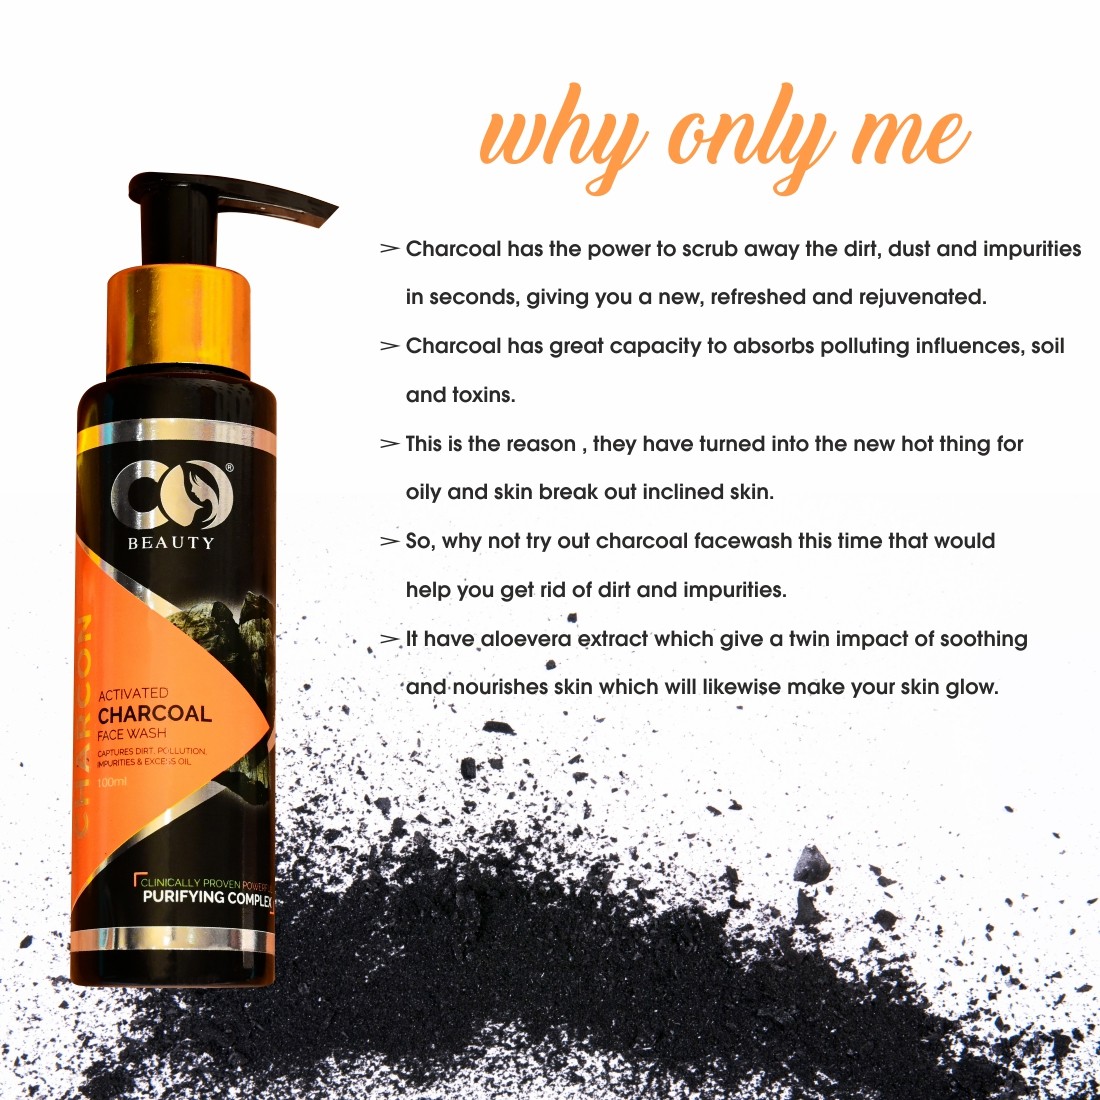 why only me
➢ Charcoal has the power to scrub away the dirt, dust and impurities
in seconds, giving you a new, refreshed and rejuvenated.
➢ Charcoal has great capacity to absorbs polluting influences, soil
and toxins.
➢ This is the reason , they have turned into the new hot thing for
oily and skin break out inclined skin.
➢ So, why not try out charcoal facewash this time that would
help you get rid of dirt and impurities.
➢ It have aloevera extract which give a twin impact of soothing
and nourishes skin which will likewise make your skin glow.
CO®
BEAUTY
CHARCON
ACTIVATED
CHARCOAL
FACE WASH
CAPTURES DIRT, POLLUTION,
IMPURITIES & EXCESS OIL
100ml
CLINICALLY PROVEN
PURIFYING COMPLEX